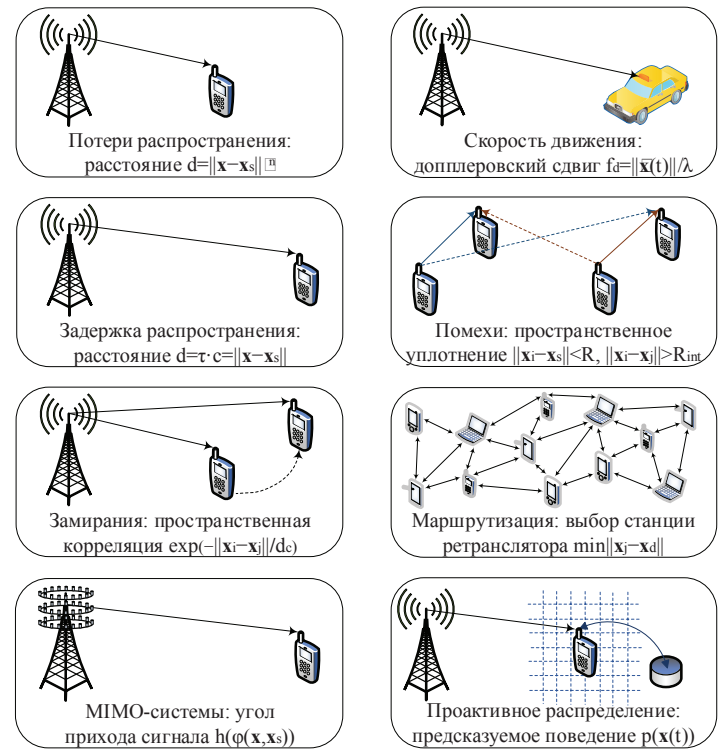 Потери распространения:
расстояние d=||x−xs|| n
Скорость движения:
допплеровский сдвиг fd=||x̅(t)||/λ
Задержка распространения:
расстояние d=τ·c=||x−xs||
Помехи: пространственное
уплотнение ||xi−xs||<R, ||xi−xj||>Rint
Замирания: пространственная
корреляция exp(−||xi−xj||/dc)
Маршрутизация: выбор станции
ретранслятора min||xj−xd||
MIMO-системы: угол
прихода сигнала h(φ(x,xs))
Проактивное распределение:
предсказуемое поведение p(x(t))